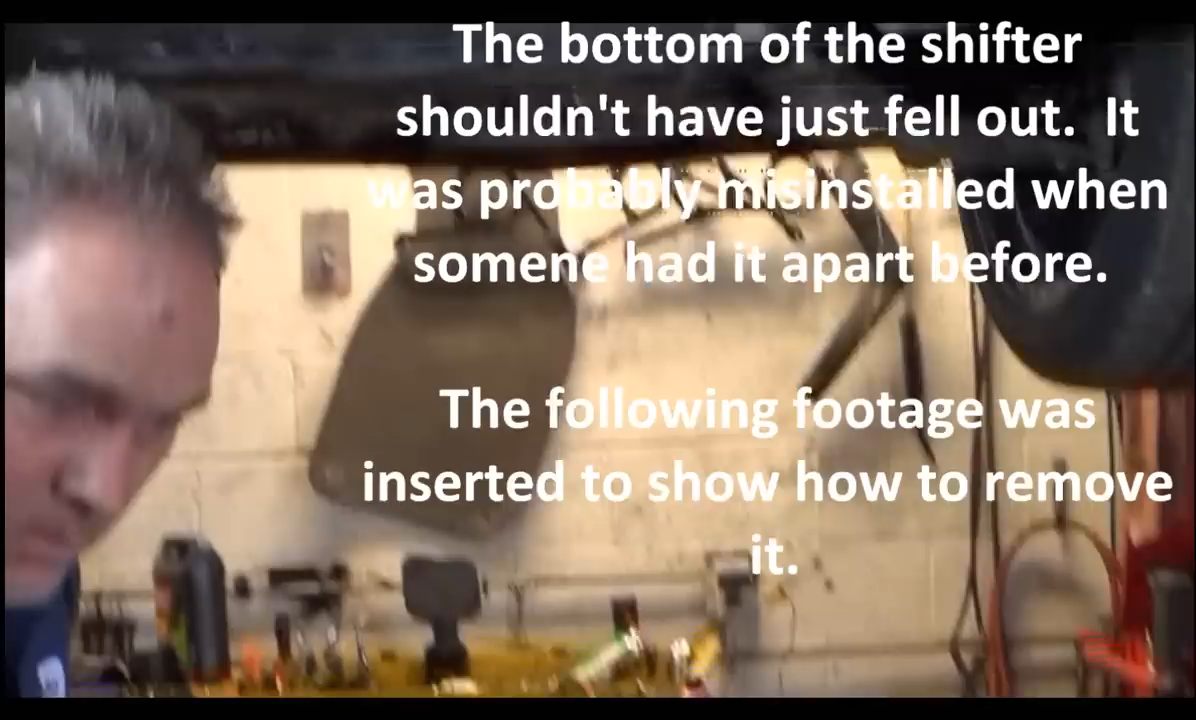 The bottom of the shifter
shouldn't have just fell out.  It
was probably misinstalled when
somene had it apart before.
The following footage was
inserted to show how to remove
it.